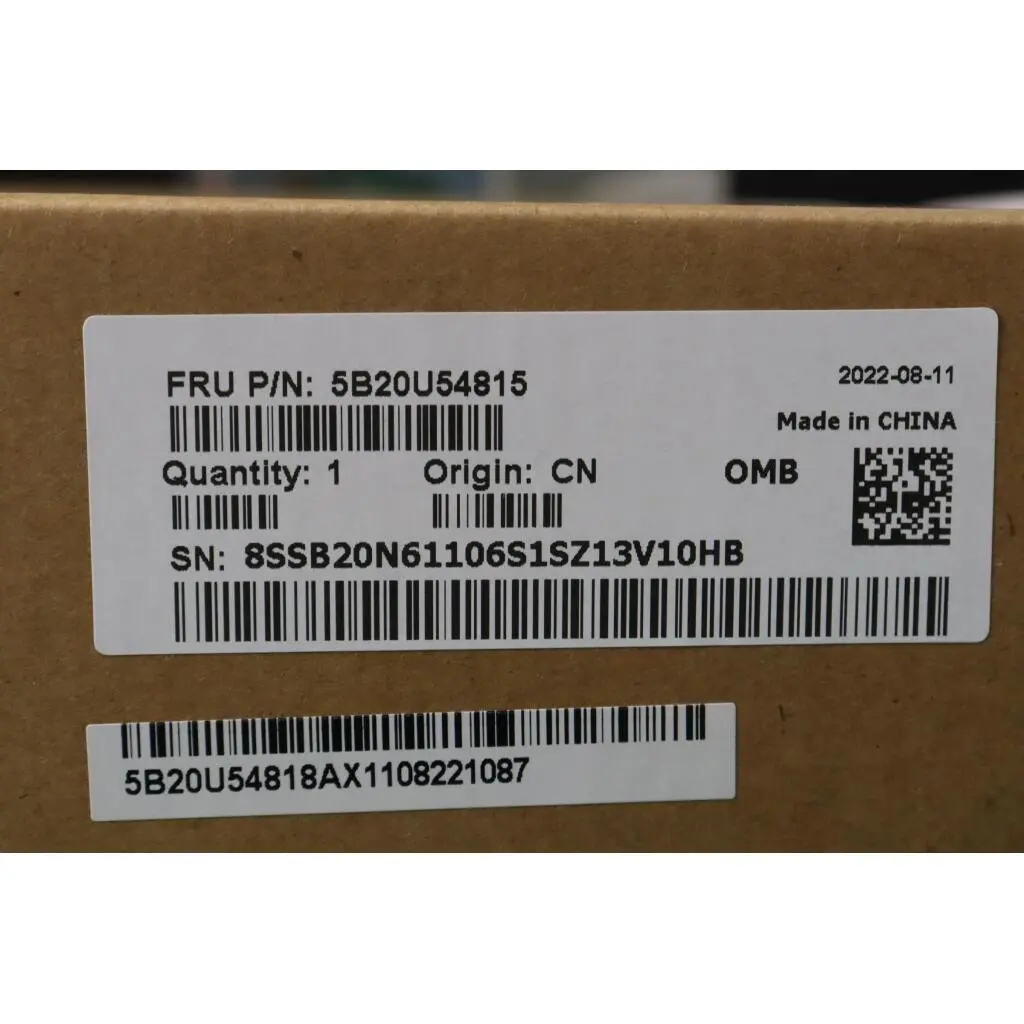 FRU P/N: 5B20U54815
2022-08-11
Made in CHINA
Quantity: 1 Origin: CN OMB
SN: 8SSB20N61106S1SZ13V10HB
5B20U54818AX1108221087